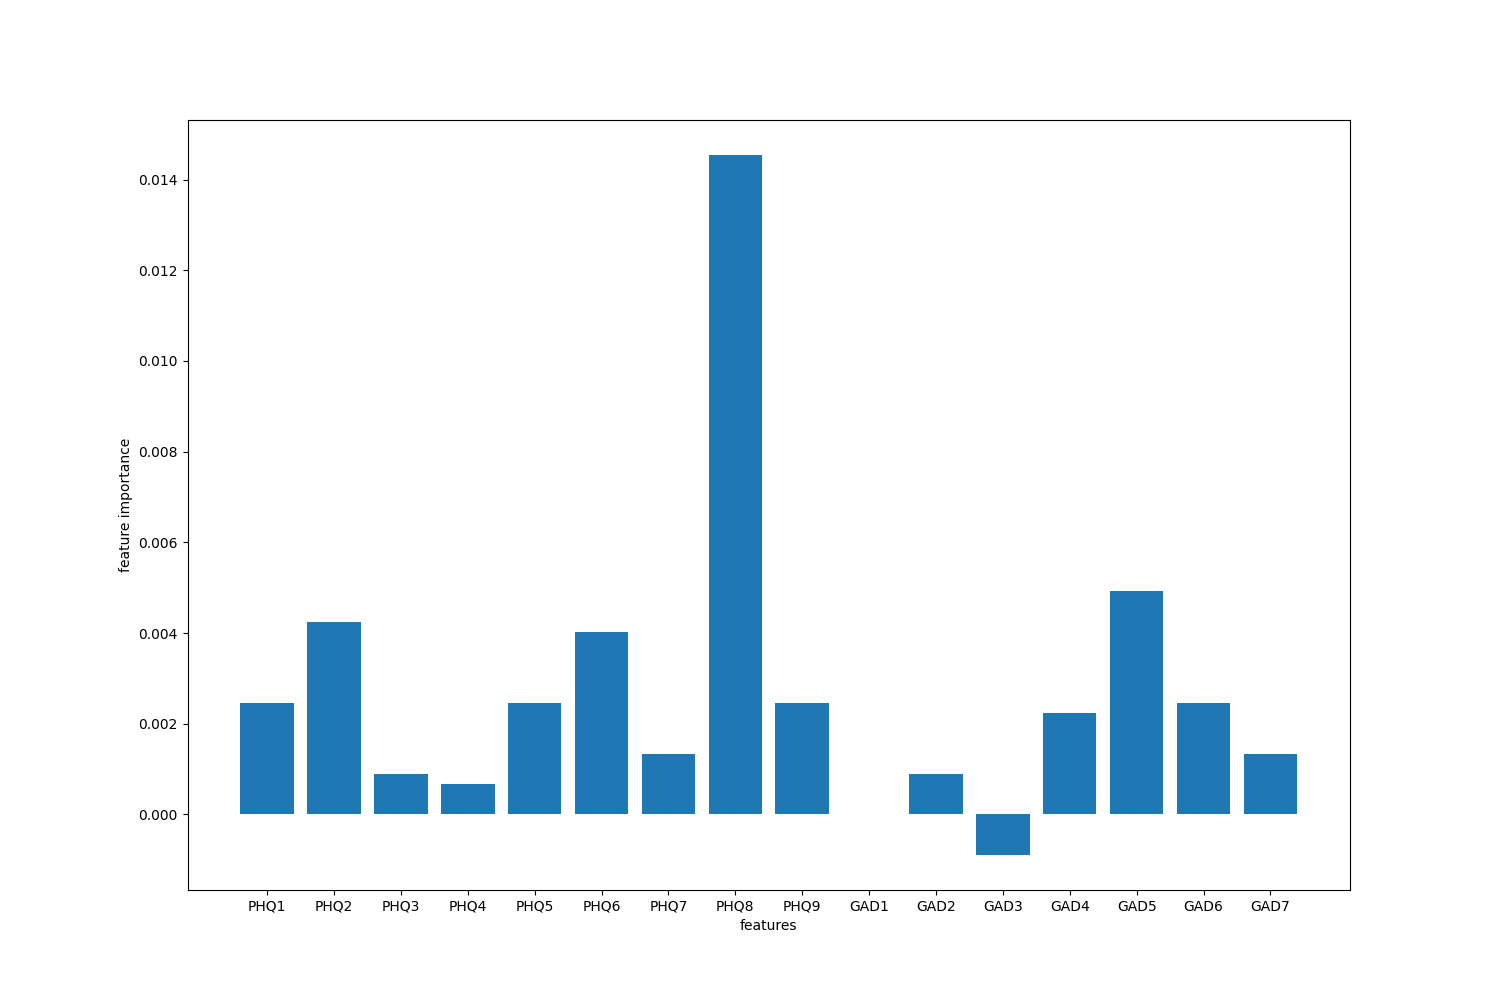 0.014
0.012
0.010
0.008
0.006
0.004
0.002
0.000
feature importance
PHQ1 PHQ2 PHQ3 PHQ4 PHQ5 PHQ6 PHQ7 PHQ8 PHQ9 GAD1 GAD2 GAD3 GAD4 GAD5 GAD6 GAD7
features